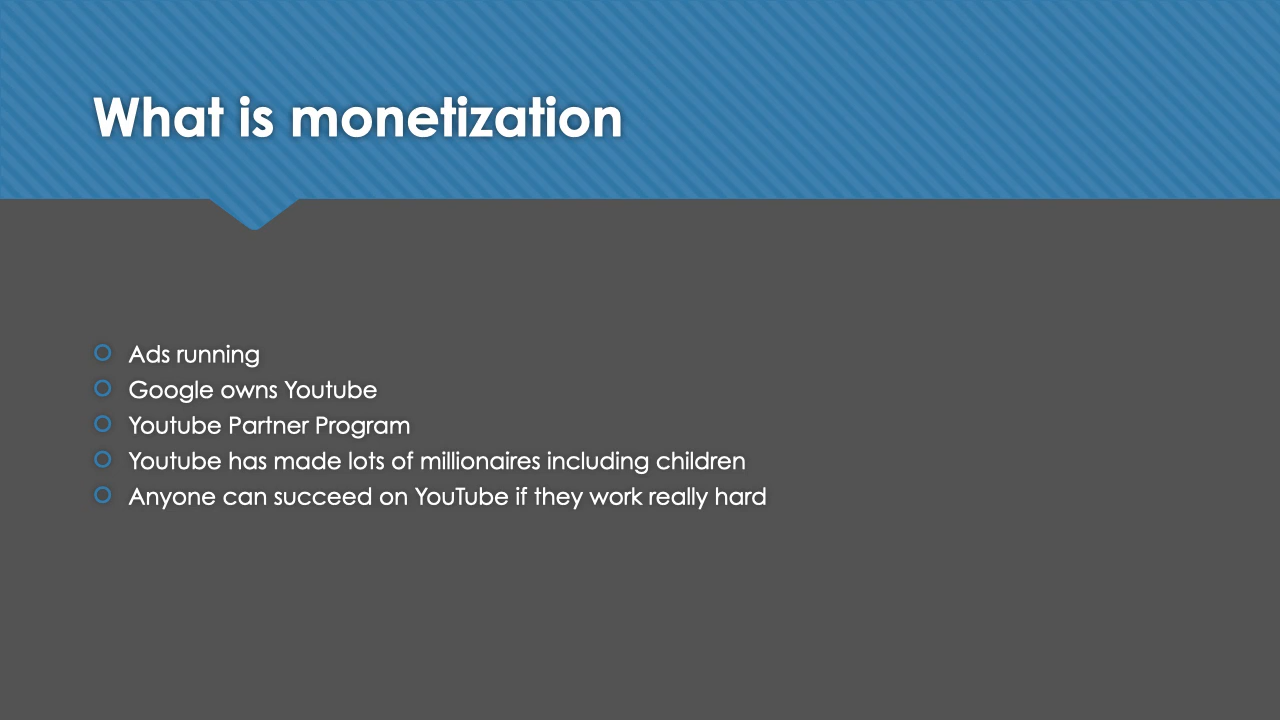 What is monetization
Ads running
Google owns Youtube
Youtube Partner Program
Youtube has made lots of millionaires including children
Anyone can succeed on YouTube if they work really hard